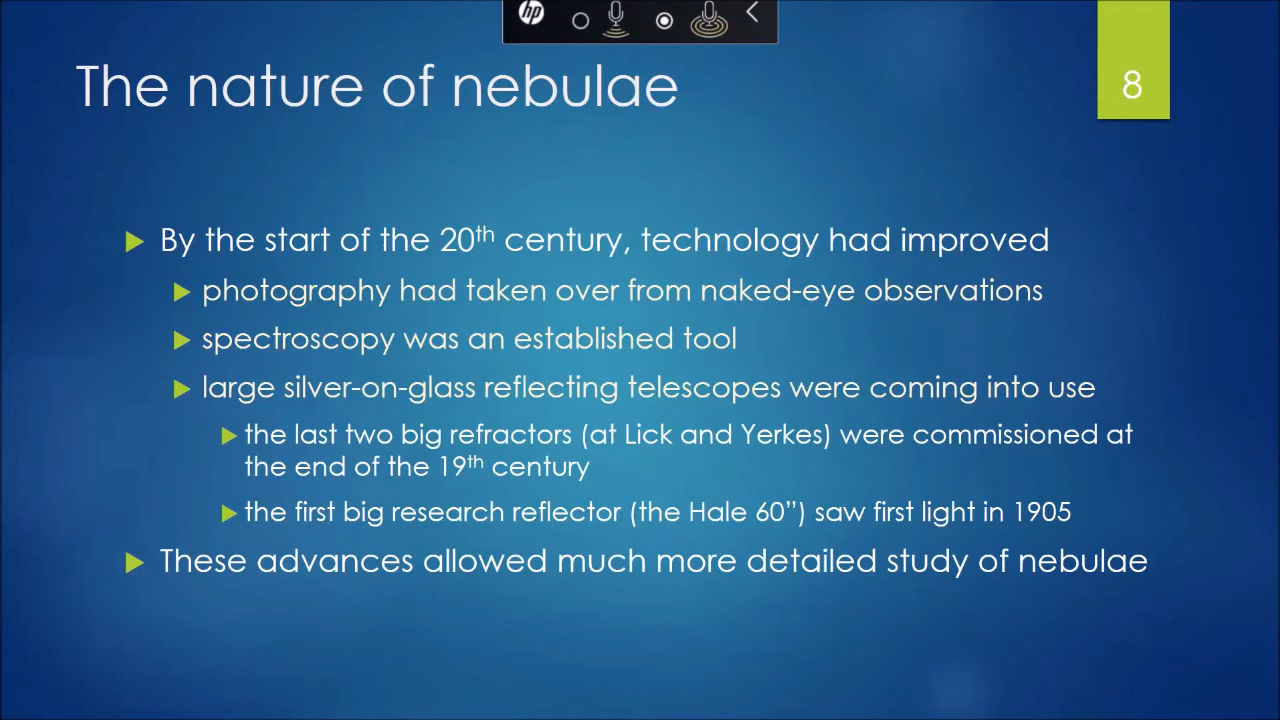 hp
The nature of nebulae
8
By the start of the 20th century, technology had improved
photography had taken over from naked-eye observations
spectroscopy was an established tool
large silver-on-glass reflecting telescopes were coming into use
the last two big refractors (at Lick and Yerkes) were commissioned at
the end of the 19th century
the first big research reflector (the Hale 60”) saw first light in 1905
These advances allowed much more detailed study of nebulae